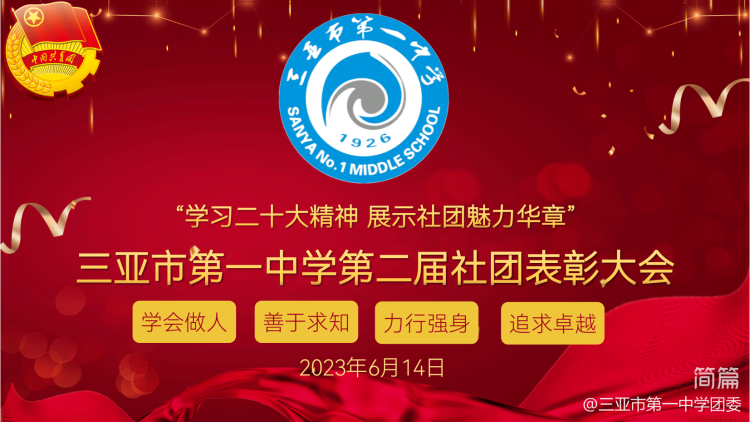 中国共青团
三亚市第一中学
1926
SANYA No.1 MIDDLE SCHOOL
“学习二十大精神 展示社团魅力华章”
三亚市第一中学第二届社团表彰大会
学会做人 善于求知 力行强身 追求卓越
2023年6月14日
简篇
@三亚市第一中学团委